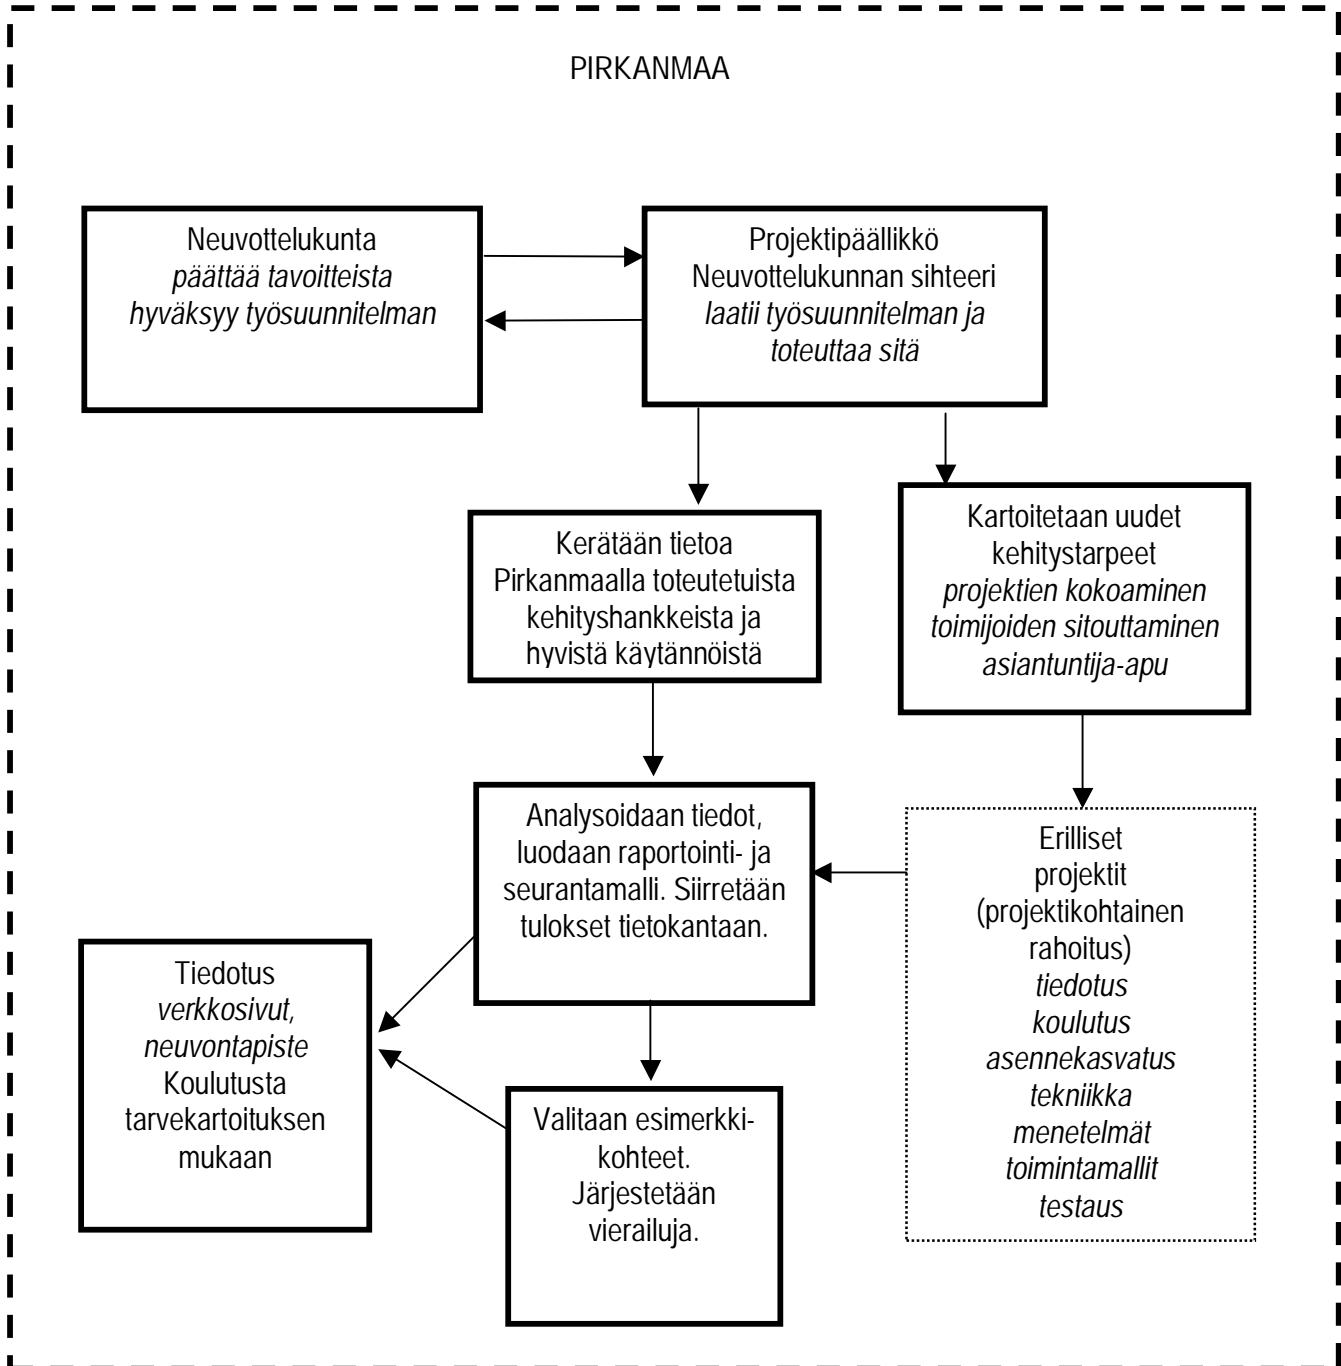 PIRKANMAA
Neuvottelukunta
päättää tavoitteista
hyväksyy työsuunnitelman
Projektipäällikkö
Neuvottelukunnan sihteeri
laatii työsuunnitelman ja
toteuttaa sitä
Kerätään tietoa
Pirkanmaalla toteutetuista
kehityshankkeista ja
hyvistä käytännöistä
Kartoitetaan uudet
kehitystarpeet
projektien kokoaminen
toimijoiden sitouttaminen
asiantuntija-apu
Analysoidaan tiedot,
luodaan raportointi- ja
seurantamalli. Siirretään
tulokset tietokantaan.
Erilliset
projektit
(projektikohtainen
rahoitus)
tiedotus
koulutus
asennekasvatus
tekniikka
menetelmät
toimintamallit
testaus
Tiedotus
verkkosivut,
neuvontapiste
Koulutusta
tarvekartoituksen
mukaan
Valitaan esimerkki-
kohteet.
Järjestetään
vierailuja.